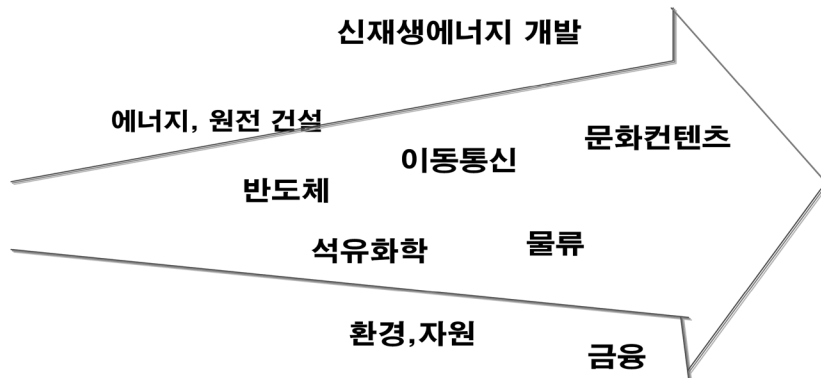 신재생에너지 개발
에너지, 원전 건설
문화컨텐츠
이동통신
반도체
물류
석유화학
환경,자원
금융